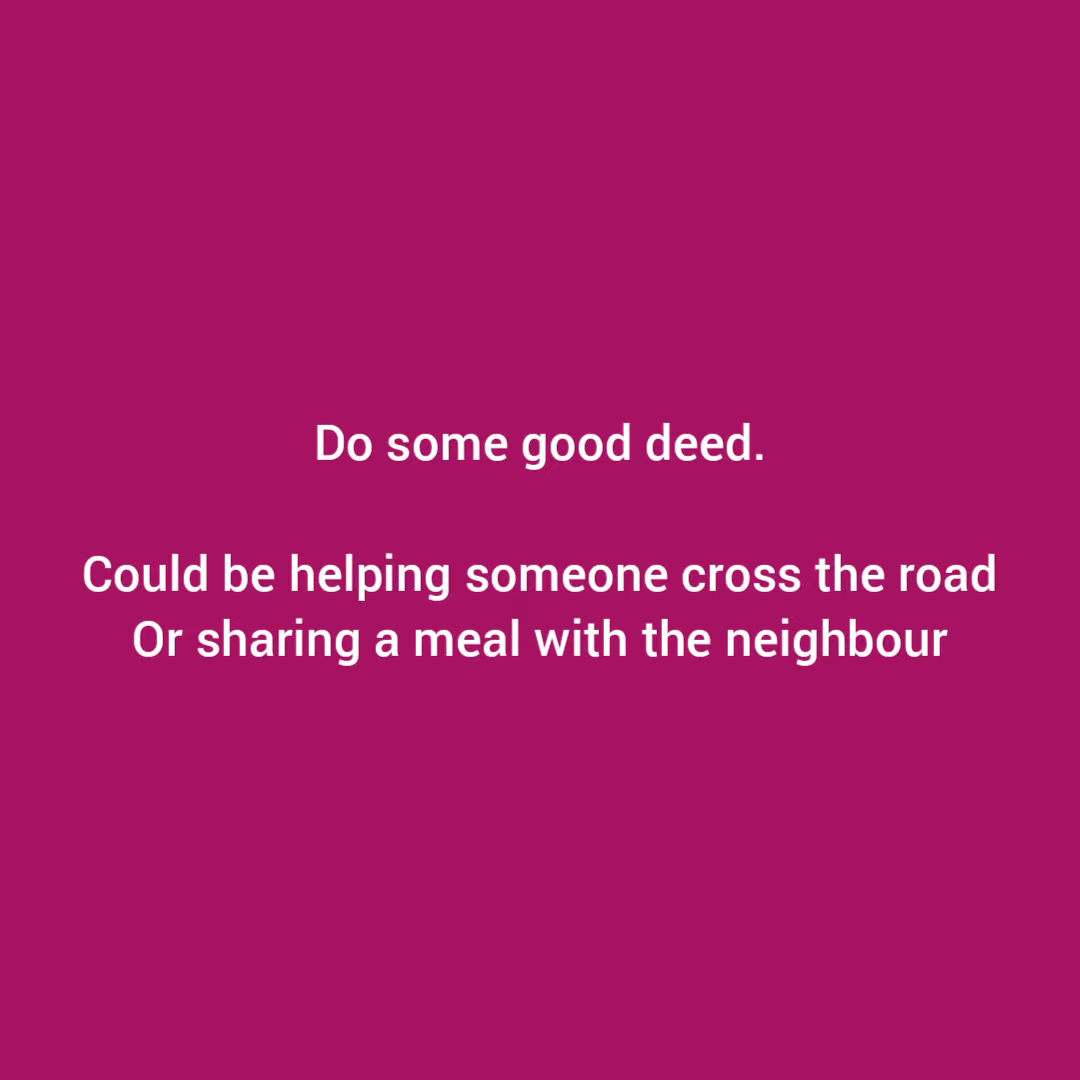 Do some good deed.
Could be helping someone cross the road
Or sharing a meal with the neighbour